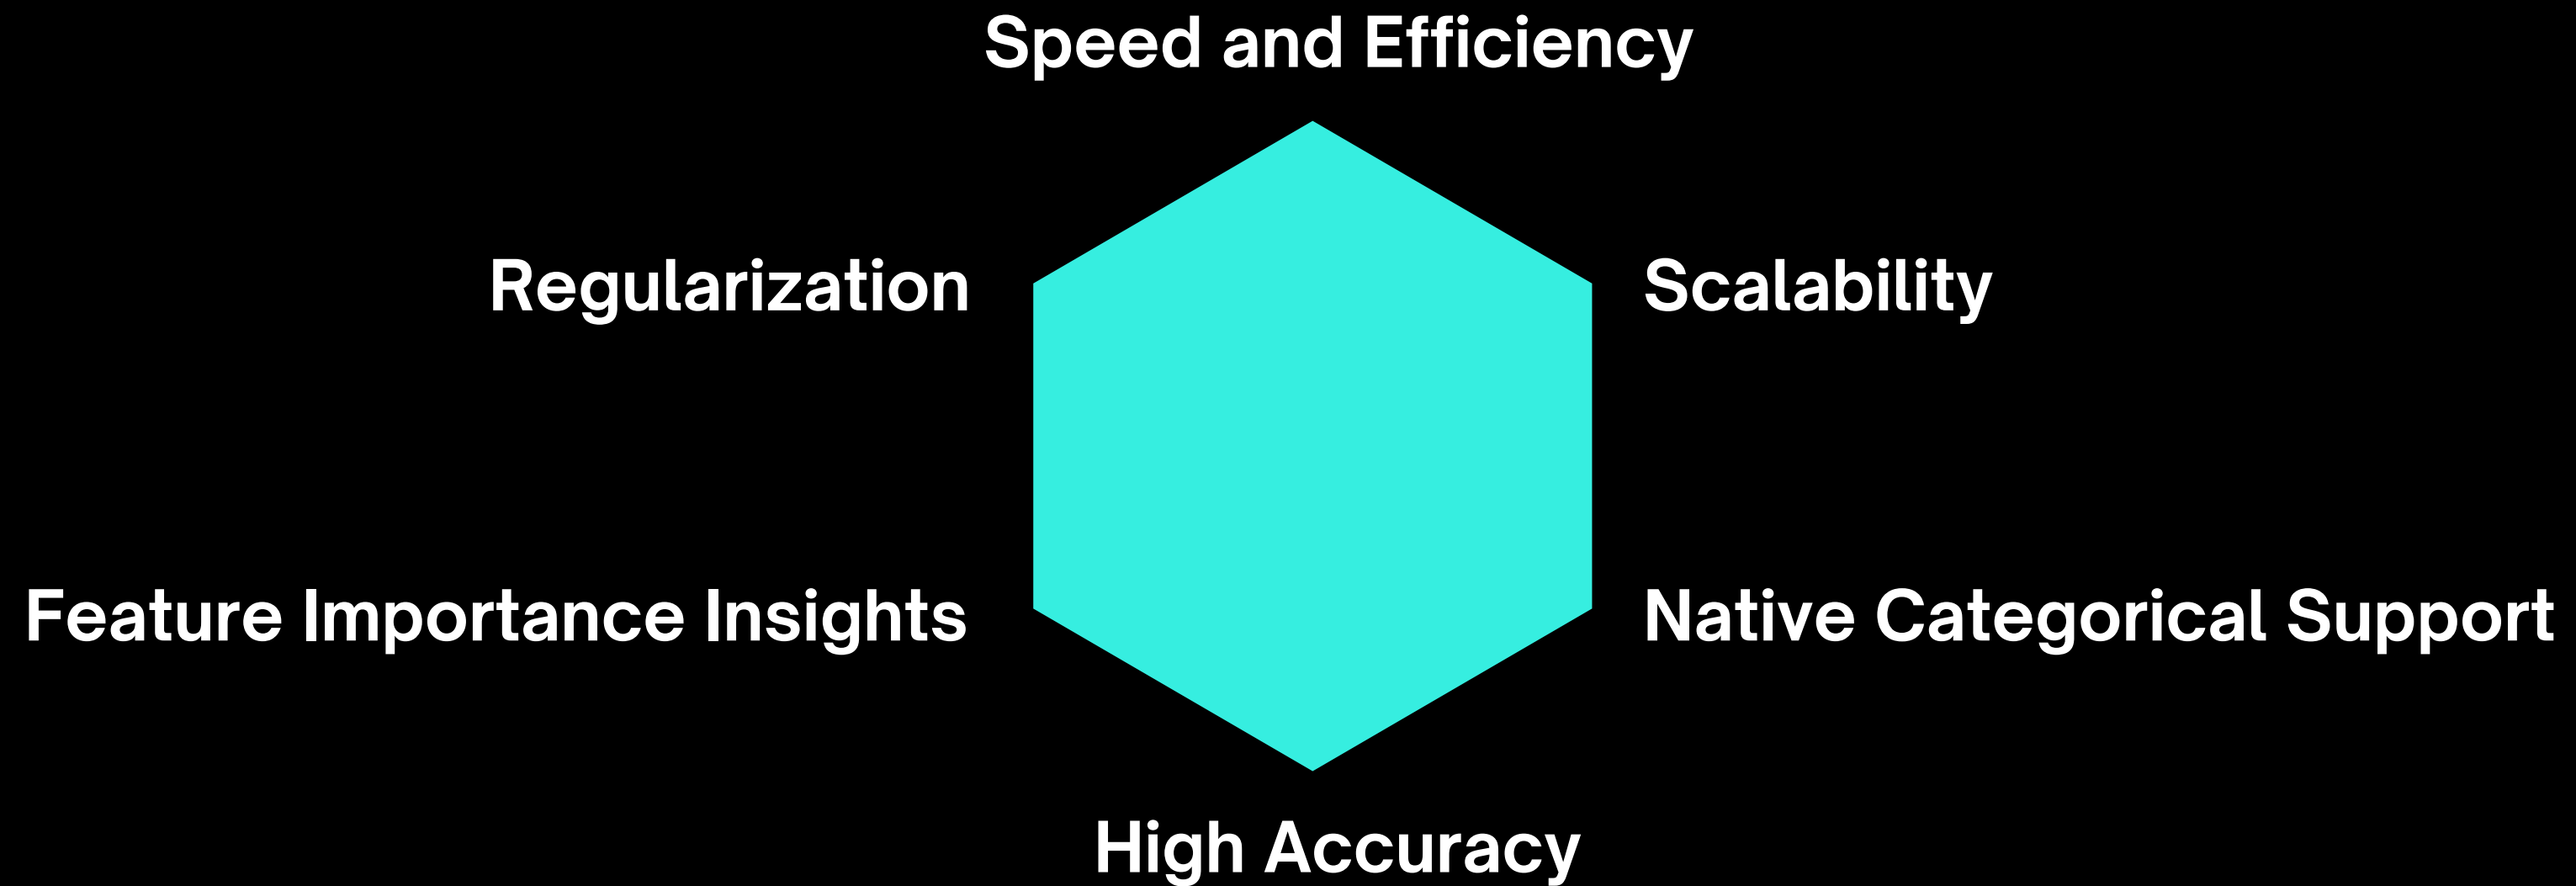 Speed and Efficiency
Regularization
Scalability
Feature Importance Insights
Native Categorical Support
High Accuracy